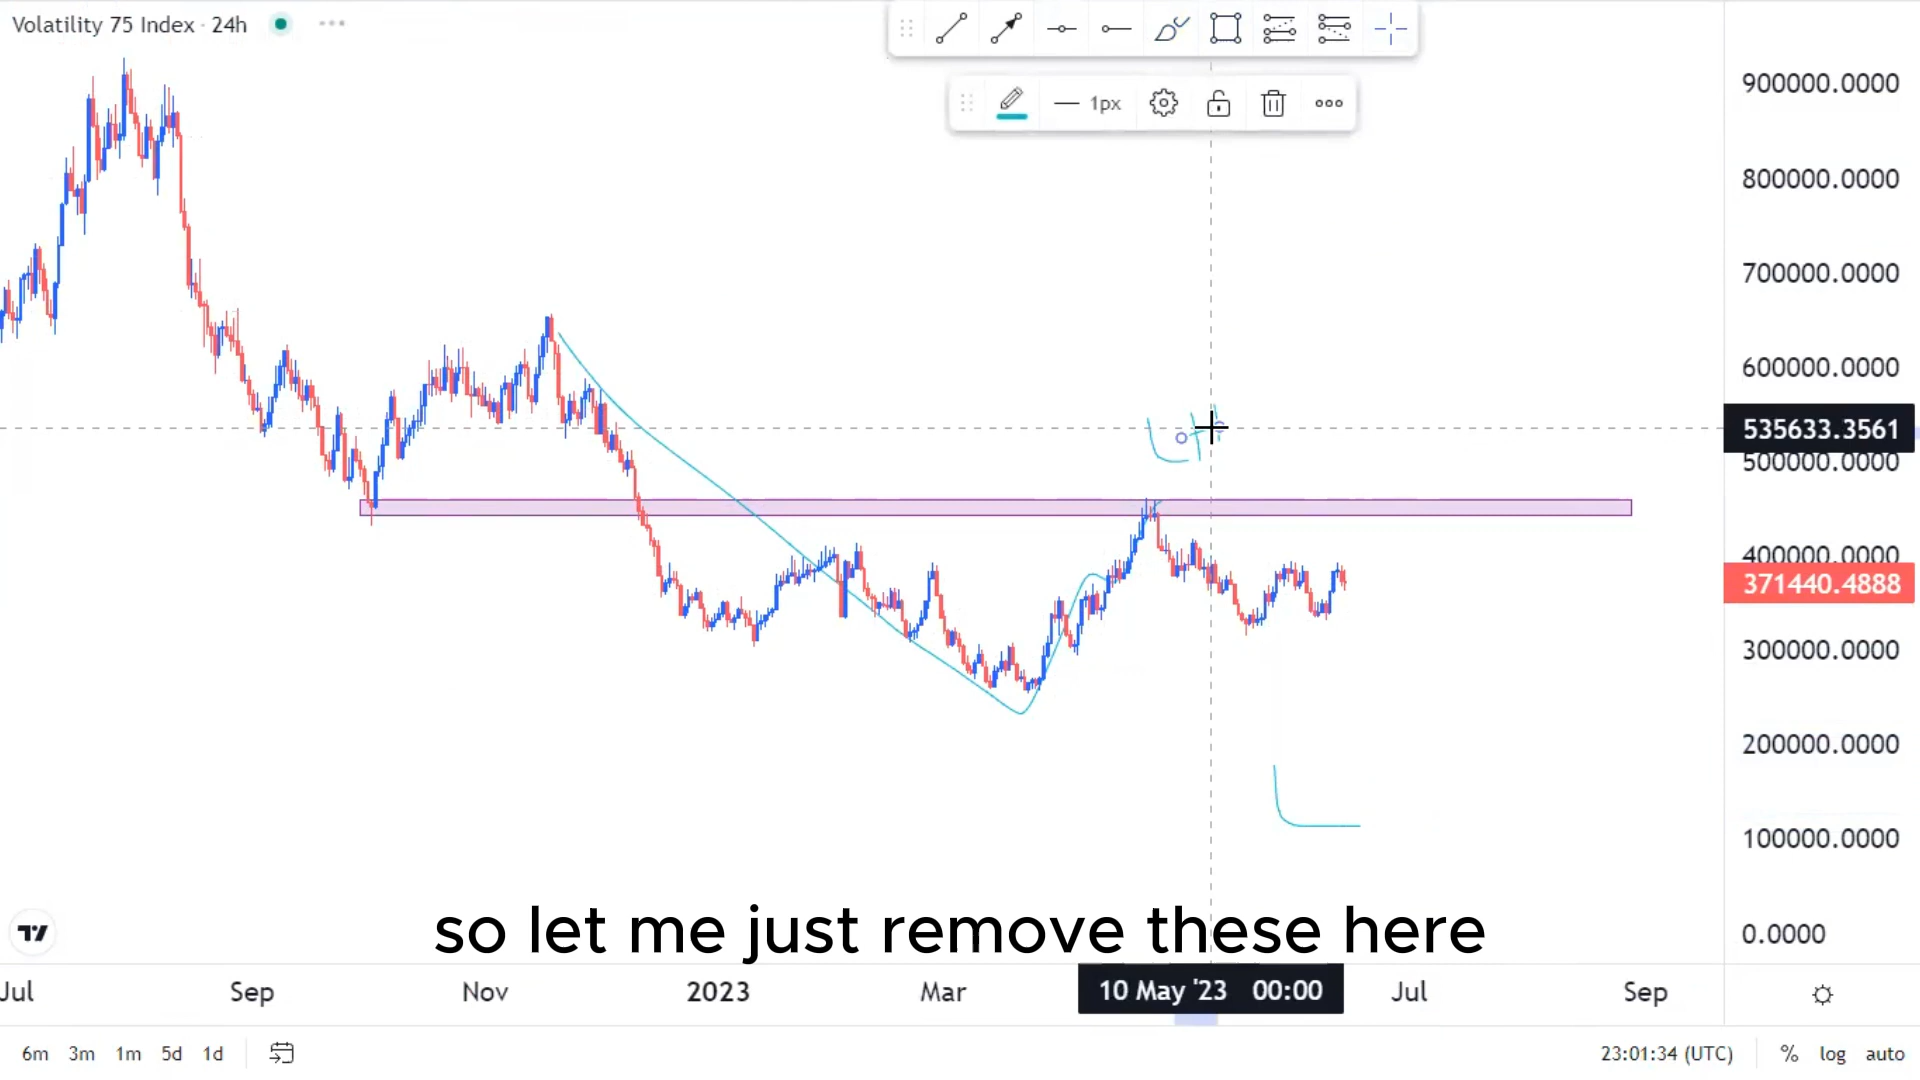 Volatility 75 Index · 24h
1px
900000.0000
800000.0000
700000.0000
600000.0000
535633.3561
500000.0000
400000.0000
371440.4888
300000.0000
200000.0000
100000.0000
0.0000
so let me just remove these here
Jul Sep Nov 2023 Mar 10 May '23 00:00 Jul Sep
6m 3m 1m 5d 1d 23:01:34 (UTC) % log auto